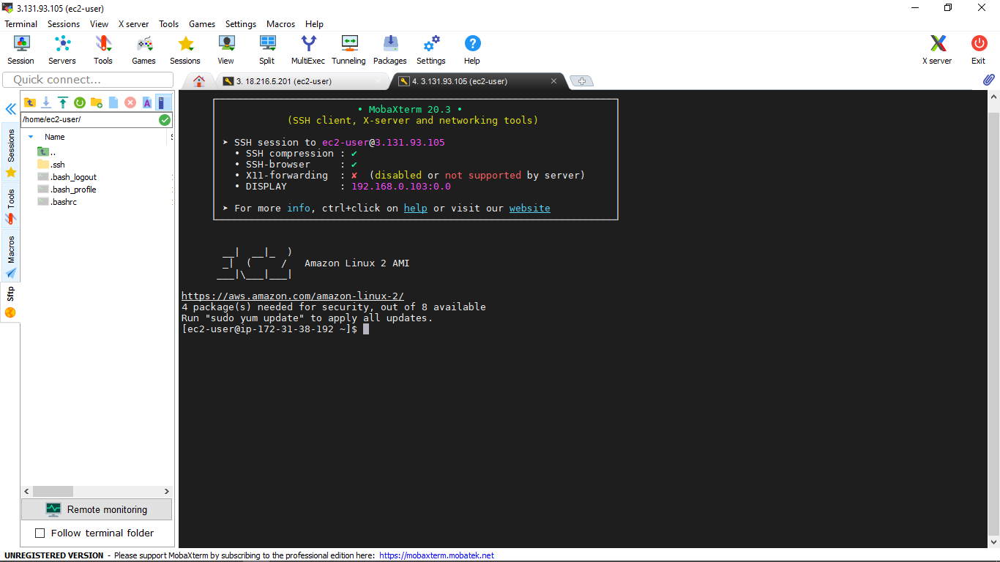 3.131.93.105 (ec2-user)
Terminal Sessions View X server Tools Games Settings Macros Help
Session Servers Tools Games Sessions View Split MultiExec Tunneling Packages Settings Help X server Exit
Quick connect...
3. 18.216.5.201 (ec2-user)
4. 3.131.93.105 (ec2-user)
/home/ec2-user/
Name
..
.ssh
.bash_logout
.bash_profile
.bashrc
Sessions
Tools
Macros
Sftp
Remote monitoring
Follow terminal folder
• MobaXterm 20.3 •
(SSH client, X-server and networking tools)
➤ SSH session to ec2-user@3.131.93.105
• SSH compression : ✔
• SSH-browser : ✔
• X11-forwarding : ✘ (disabled or not supported by server)
• DISPLAY : 192.168.0.103:0.0
➤ For more info, ctrl+click on help or visit our website
__| __|_ )
_| ( / Amazon Linux 2 AMI
___|\___|___|
https://aws.amazon.com/amazon-linux-2/
4 package(s) needed for security, out of 8 available
Run "sudo yum update" to apply all updates.
[ec2-user@ip-172-31-38-192 ~]$
UNREGISTERED VERSION - Please support MobaXterm by subscribing to the professional edition here: https://mobaxterm.mobatek.net